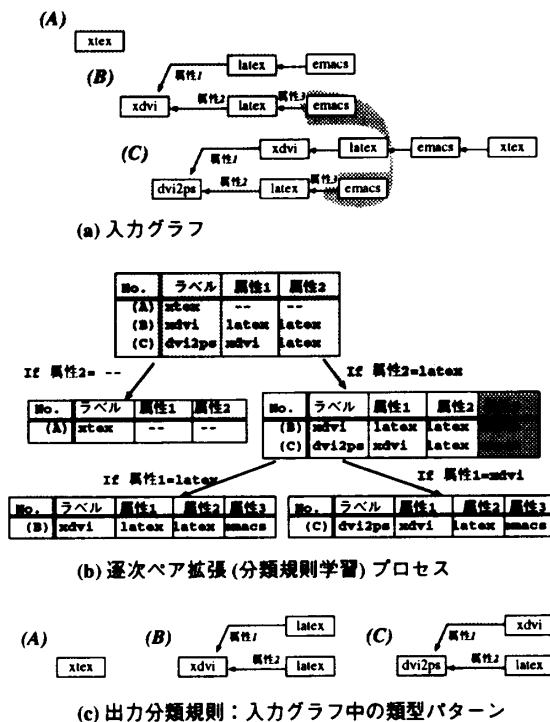 (A)
xtex
(B)
属性1
latex
emacs
xdvi
属性2
latex
属性3
emacs
(C)
属性1
xdvi
latex
emacs
xtex
dvi2ps
属性2
latex
属性3
emacs
(a) 入力グラフ
No. ラベル 属性1 属性2
(A) xtex -- --
(B) xdvi latex latex
(C) dvi2ps xdvi latex
If 属性2= --
If 属性2=latex
No. ラベル 属性1 属性2
(A) xtex -- --
No. ラベル 属性1 属性2
(B) xdvi latex latex
(C) dvi2ps xdvi latex
If 属性1=latex
If 属性1=xdvi
No. ラベル 属性1 属性2 属性3
(B) xdvi latex latex emacs
No. ラベル 属性1 属性2 属性3
(C) dvi2ps xdvi latex emacs
(b) 逐次ペア拡張 (分類規則学習) プロセス
(A)
xtex
(B)
属性1
latex
xdvi
属性2
latex
(C)
属性1
xdvi
dvi2ps
属性2
latex
(c) 出力分類規則：入力グラフ中の類型パターン